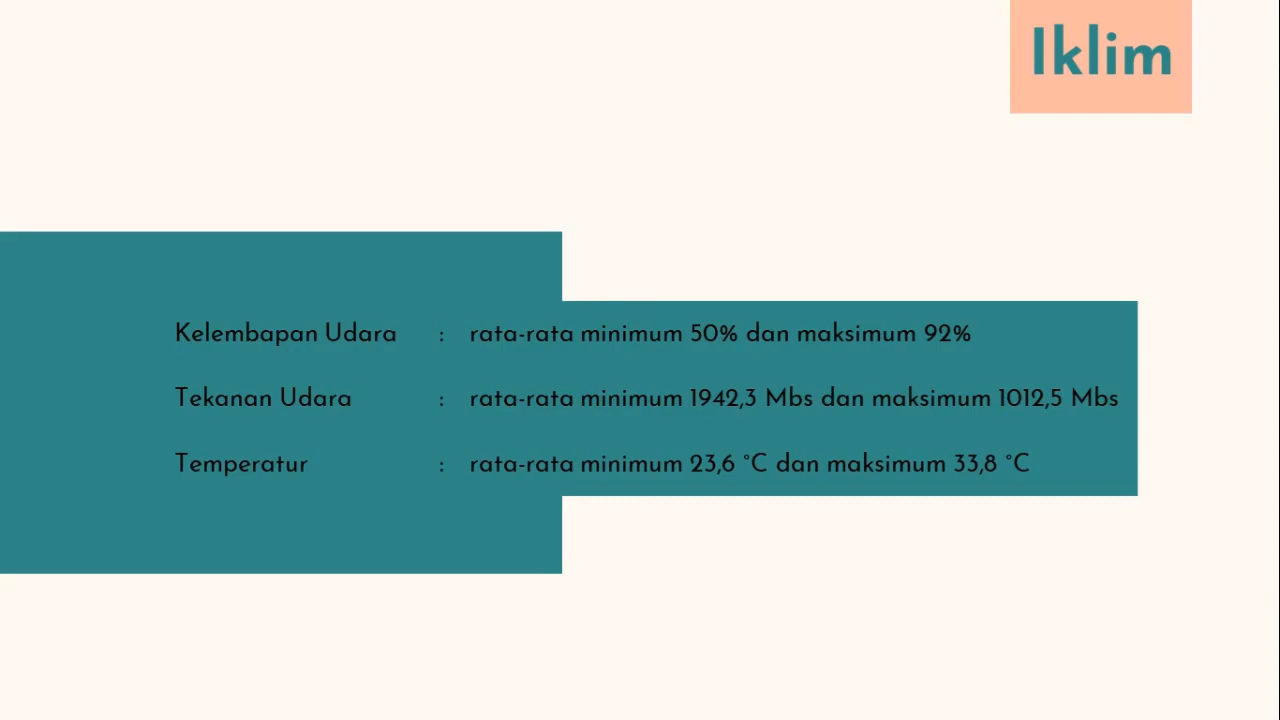 Iklim
Kelembapan Udara : rata-rata minimum 50% dan maksimum 92%
Tekanan Udara : rata-rata minimum 1942,3 Mbs dan maksimum 1012,5 Mbs
Temperatur : rata-rata minimum 23,6 °C dan maksimum 33,8 °C